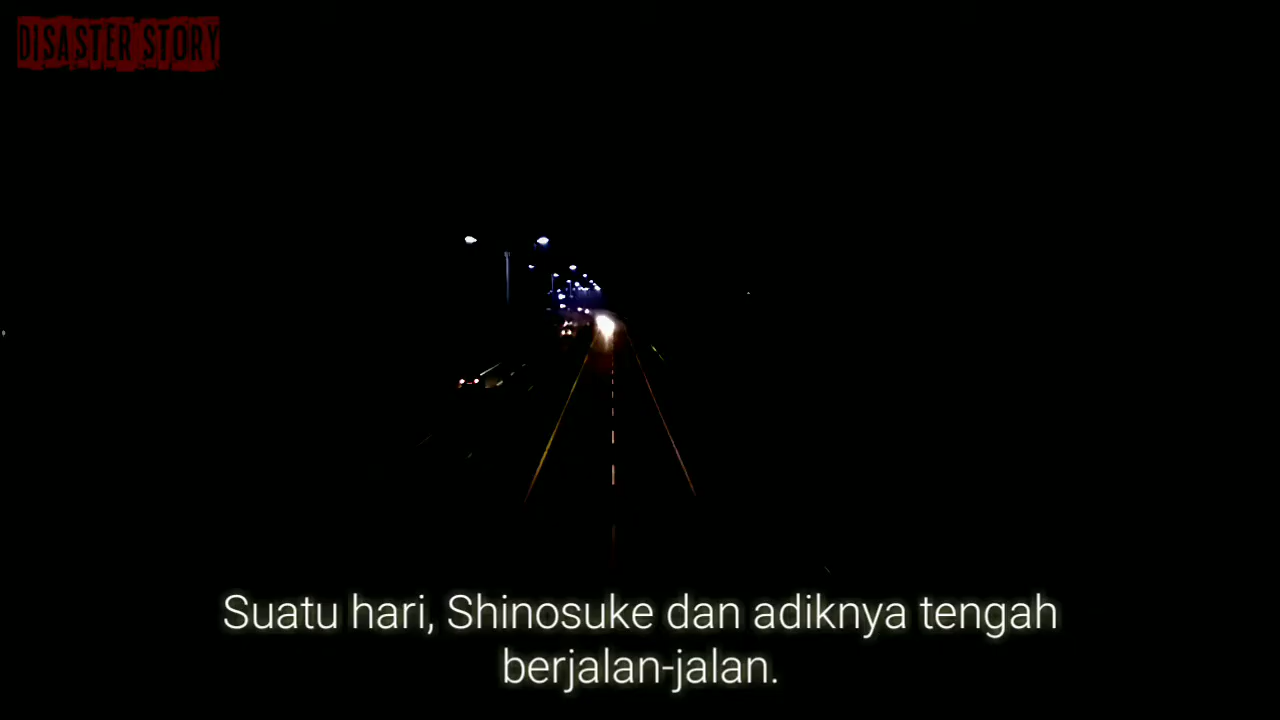 DISASTER STORY
Suatu hari, Shinosuke dan adiknya tengah
berjalan-jalan.